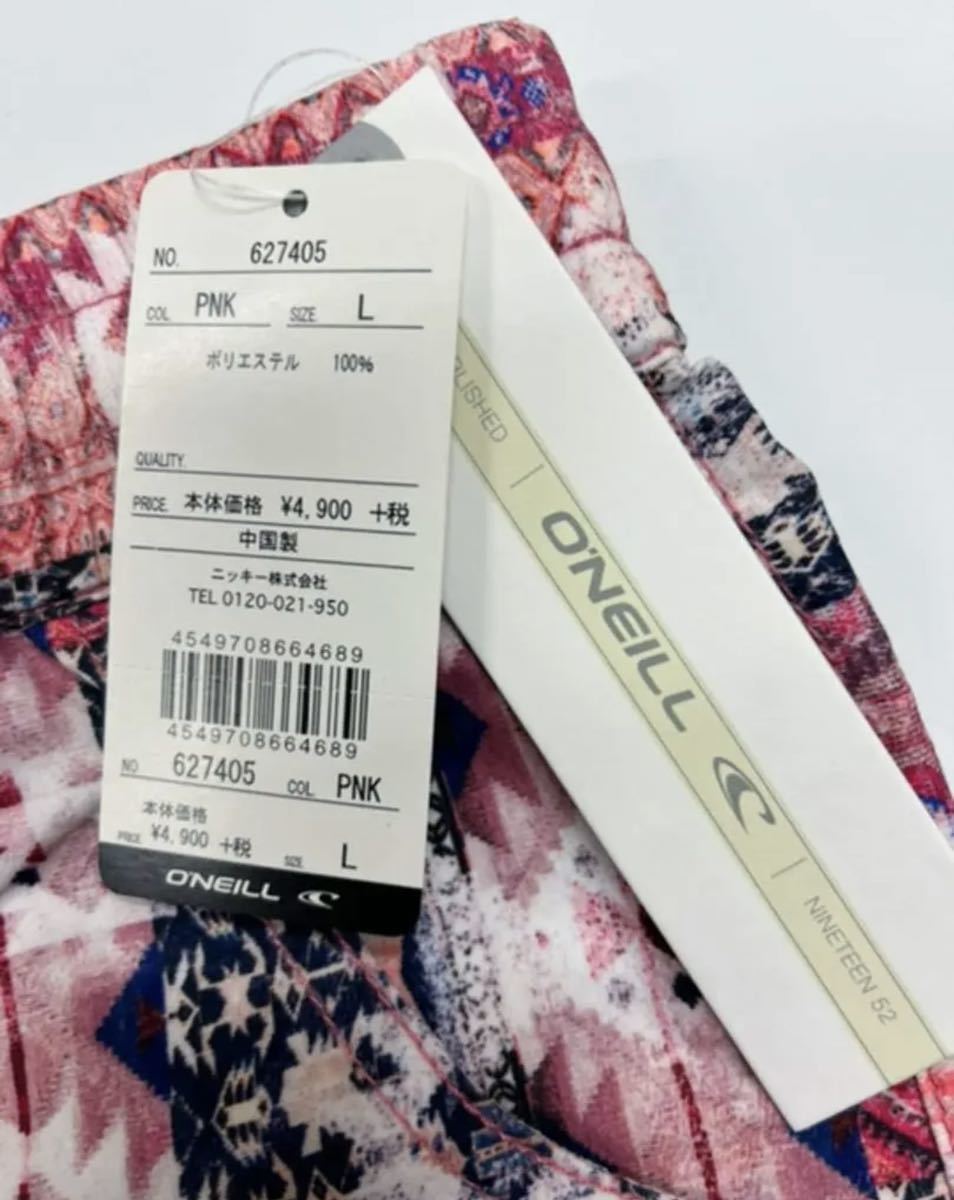 NO. 627405
COL. PNK SIZE. L
ポリエステル 100%
QUALITY.
PRICE. 本体価格 ¥4,900 +税
中国製
ニッキー株式会社
TEL 0120-021-950
4549708664689
4549708664689
NO 627405 COL. PNK
本体価格
PRICE. ¥4,900 +税 SIZE. L
O'NEILL
O'NEILL
NINETEEN 52